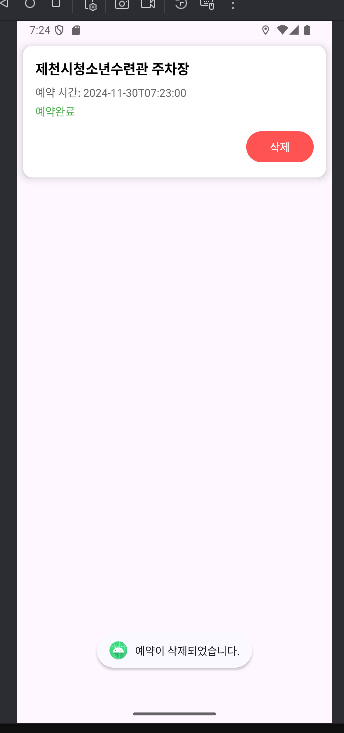 7:24
제천시청소년수련관 주차장
예약 시간: 2024-11-30T07:23:00
예약완료
삭제
예약이 삭제되었습니다.